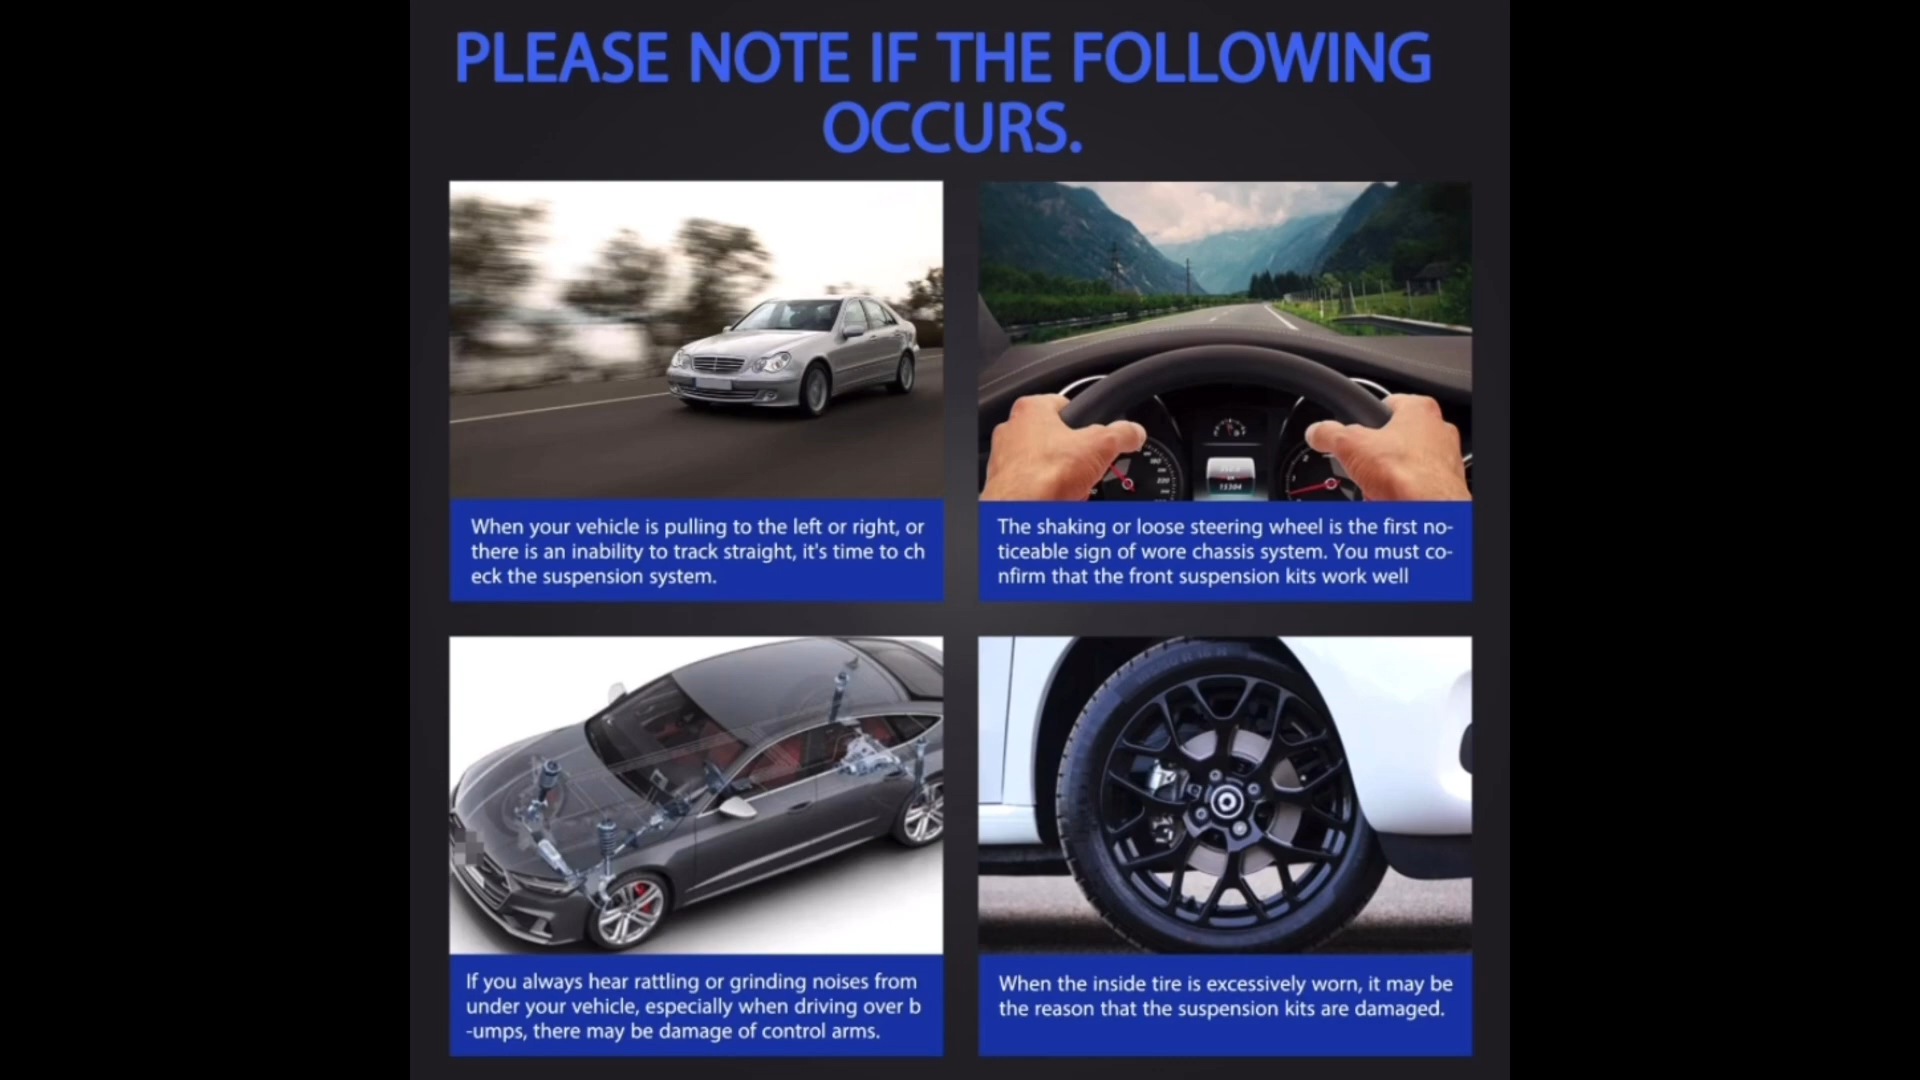 PLEASE NOTE IF THE FOLLOWING
OCCURS.
When your vehicle is pulling to the left or right, or
there is an inability to track straight, it's time to ch
eck the suspension system.
The shaking or loose steering wheel is the first no-
ticeable sign of wore chassis system. You must co-
nfirm that the front suspension kits work well
If you always hear rattling or grinding noises from
under your vehicle, especially when driving over b
-umps, there may be damage of control arms.
When the inside tire is excessively worn, it may be
the reason that the suspension kits are damaged.